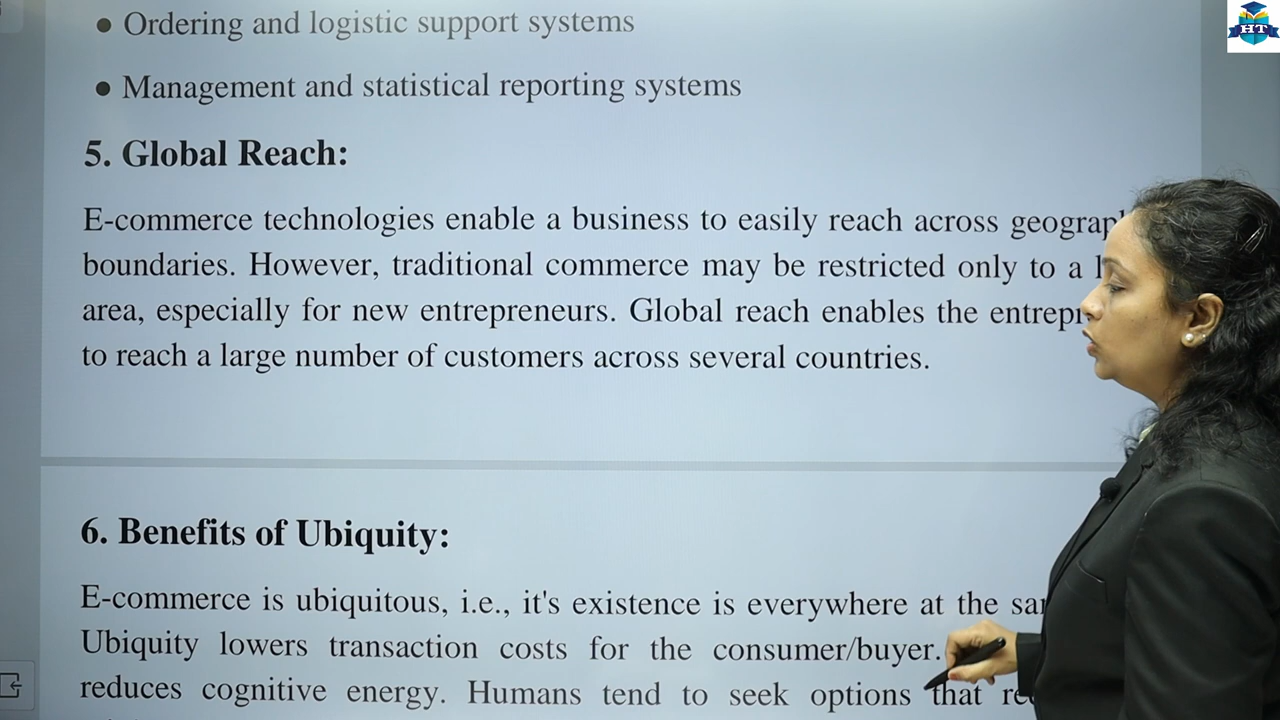 HT
● Ordering and logistic support systems
● Management and statistical reporting systems
5. Global Reach:
E-commerce technologies enable a business to easily reach across
boundaries. However, traditional commerce may be restricted only to a
area, especially for new entrepreneurs. Global reach enables the
to reach a large number of customers across several countries.
6. Benefits of Ubiquity:
E-commerce is ubiquitous, i.e., it's existence is everywhere at the
Ubiquity lowers transaction costs for the consumer/buyer.
reduces cognitive energy. Humans tend to seek options that